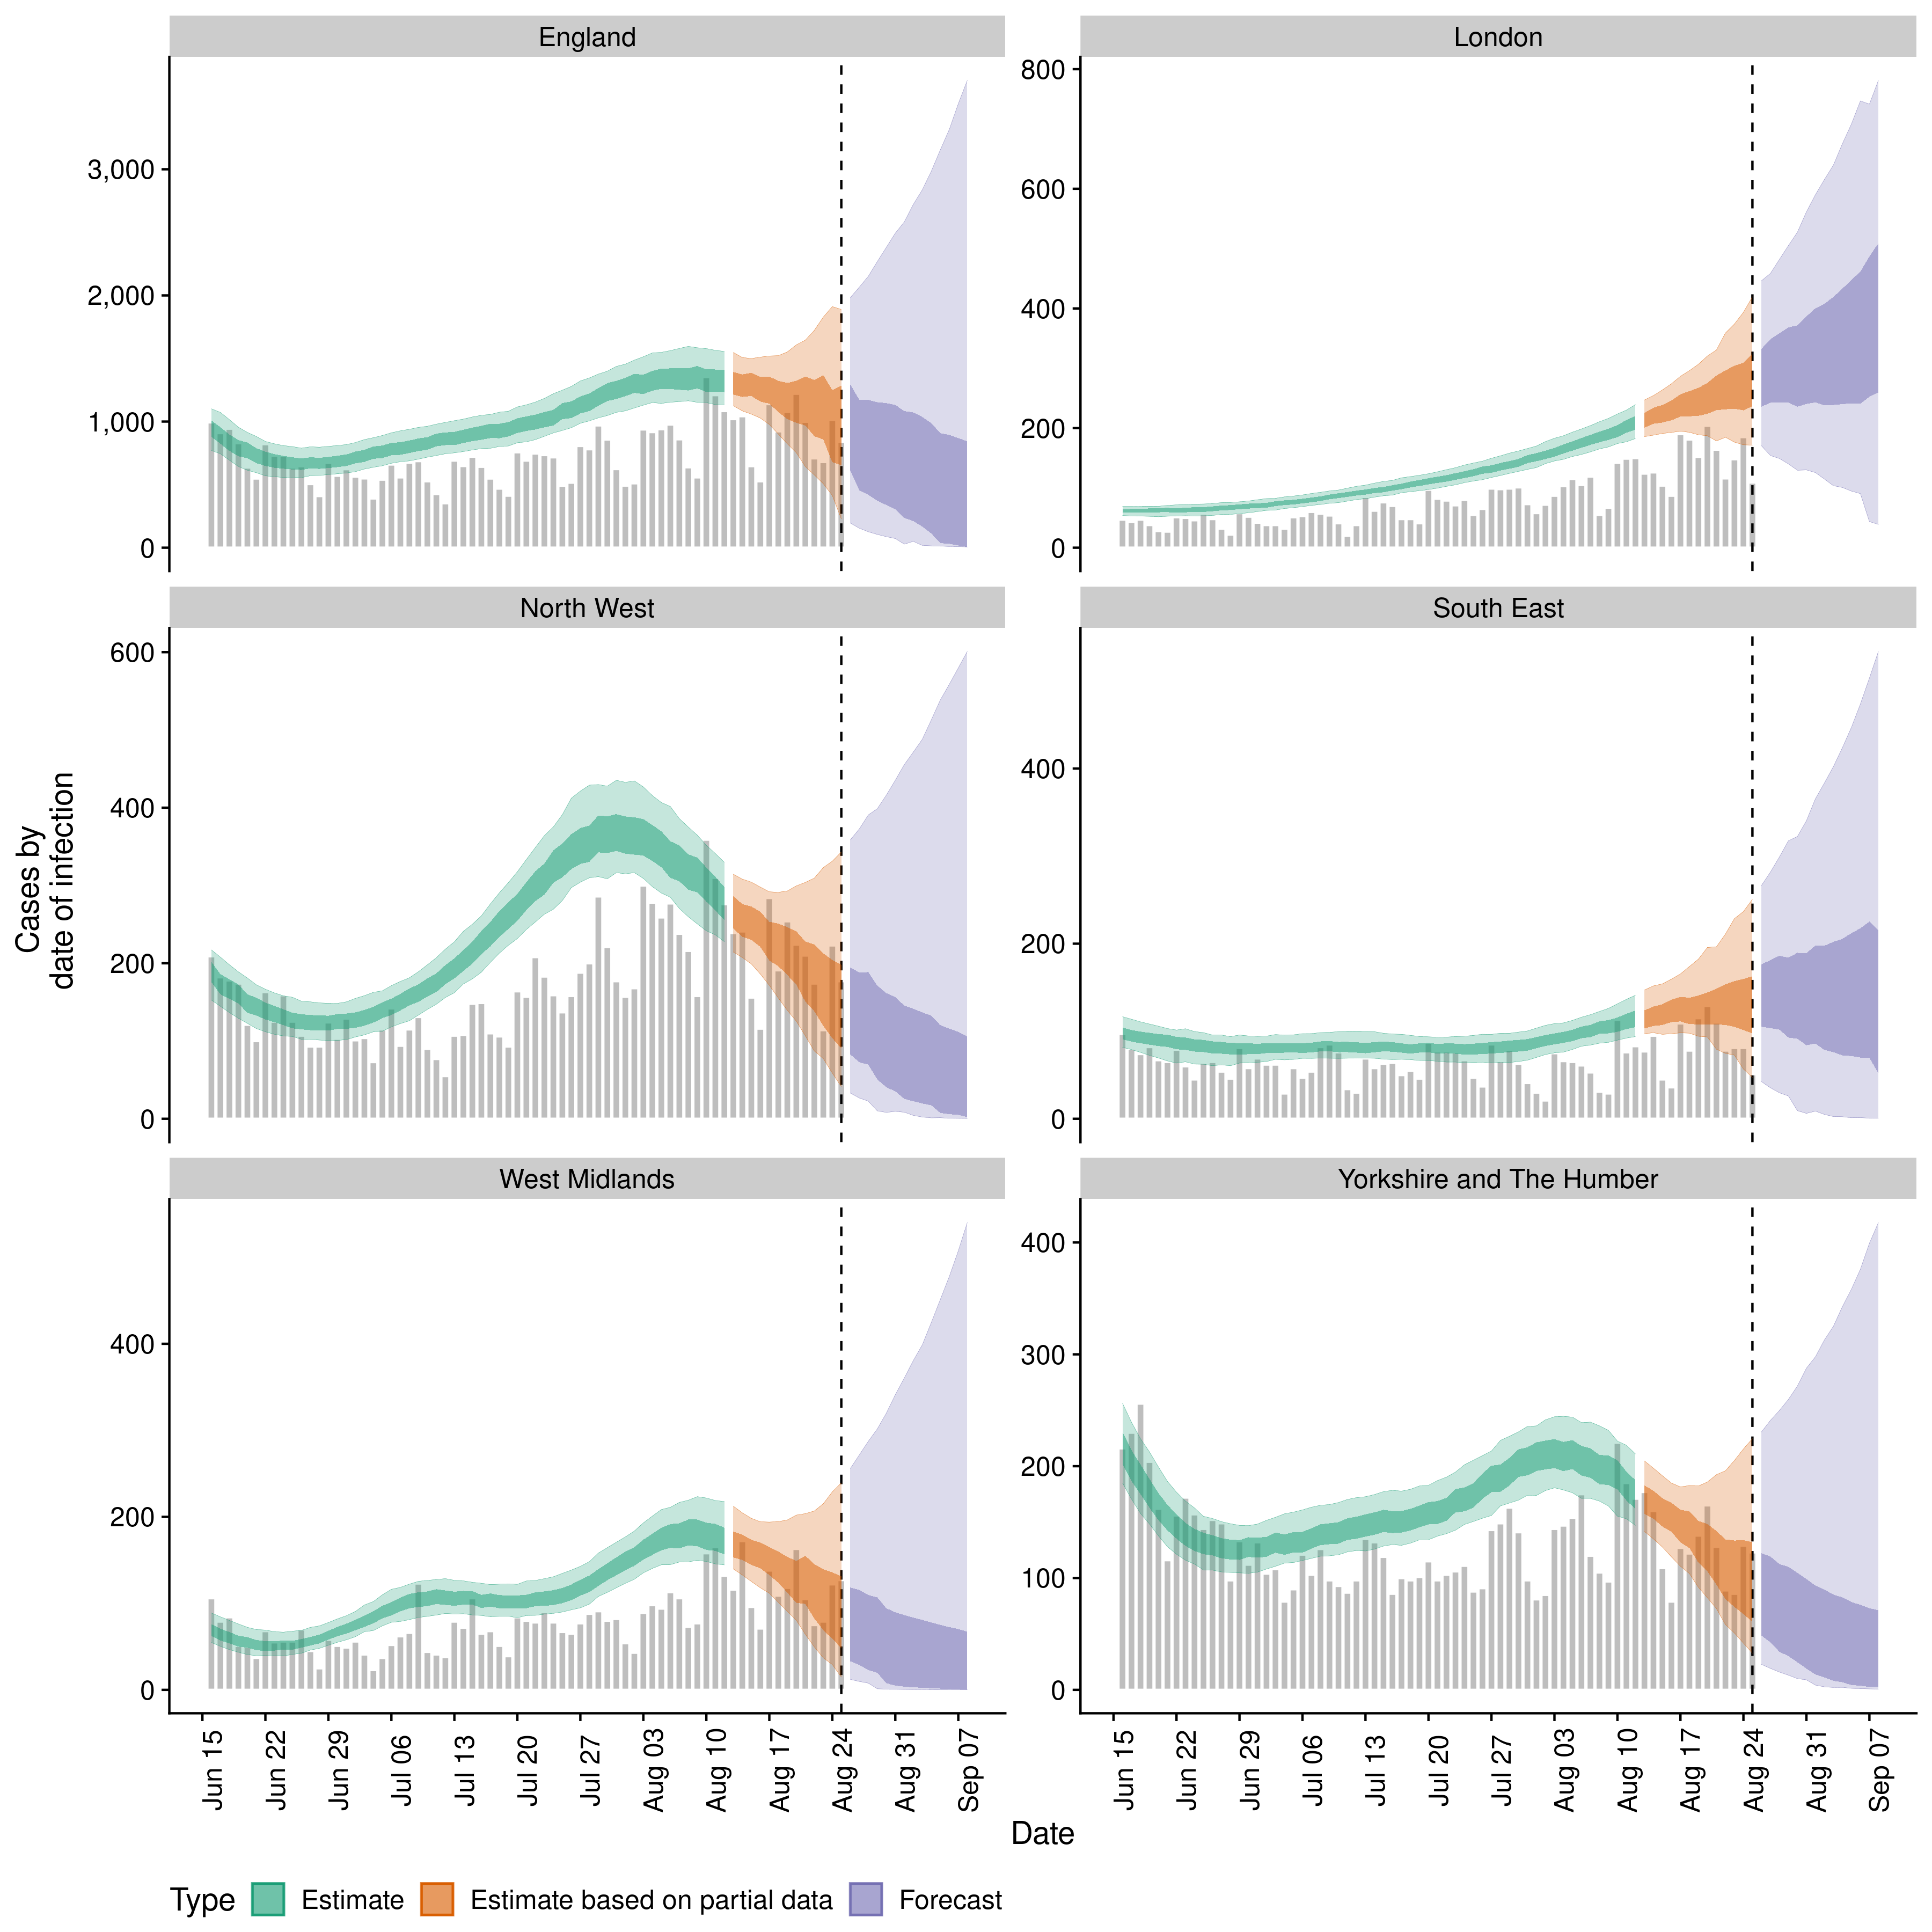 England
London
3,000
2,000
1,000
0
800
600
400
200
0
North West
South East
600
400
200
0
400
200
0
West Midlands
Yorkshire and The Humber
400
200
0
400
300
200
100
0
Cases by
date of infection
Jun 15
Jun 22
Jun 29
Jul 06
Jul 13
Jul 20
Jul 27
Aug 03
Aug 10
Aug 17
Aug 24
Aug 31
Sep 07
Jun 15
Jun 22
Jun 29
Jul 06
Jul 13
Jul 20
Jul 27
Aug 03
Aug 10
Aug 17
Aug 24
Aug 31
Sep 07
Date
Type Estimate Estimate based on partial data Forecast